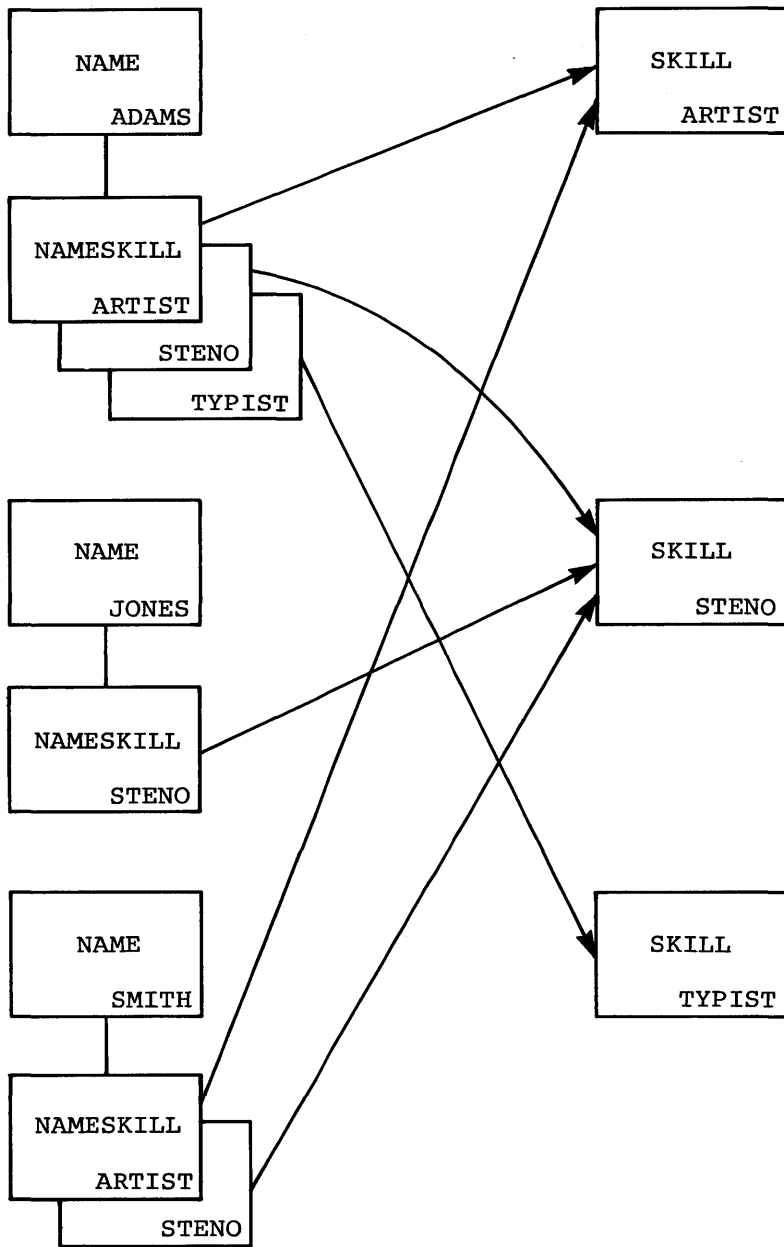 NAME
ADAMS
NAMESKILL
ARTIST
STENO
TYPIST
NAME
JONES
NAMESKILL
STENO
NAME
SMITH
NAMESKILL
ARTIST
STENO
SKILL
ARTIST
SKILL
STENO
SKILL
TYPIST